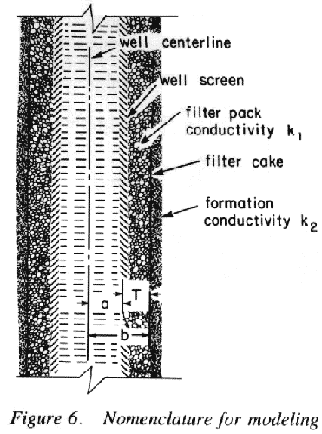 well centerline
well screen
filter pack
conductivity k₁
filter cake
formation
conductivity k₂
T
a
b
Figure 6. Nomenclature for modeling